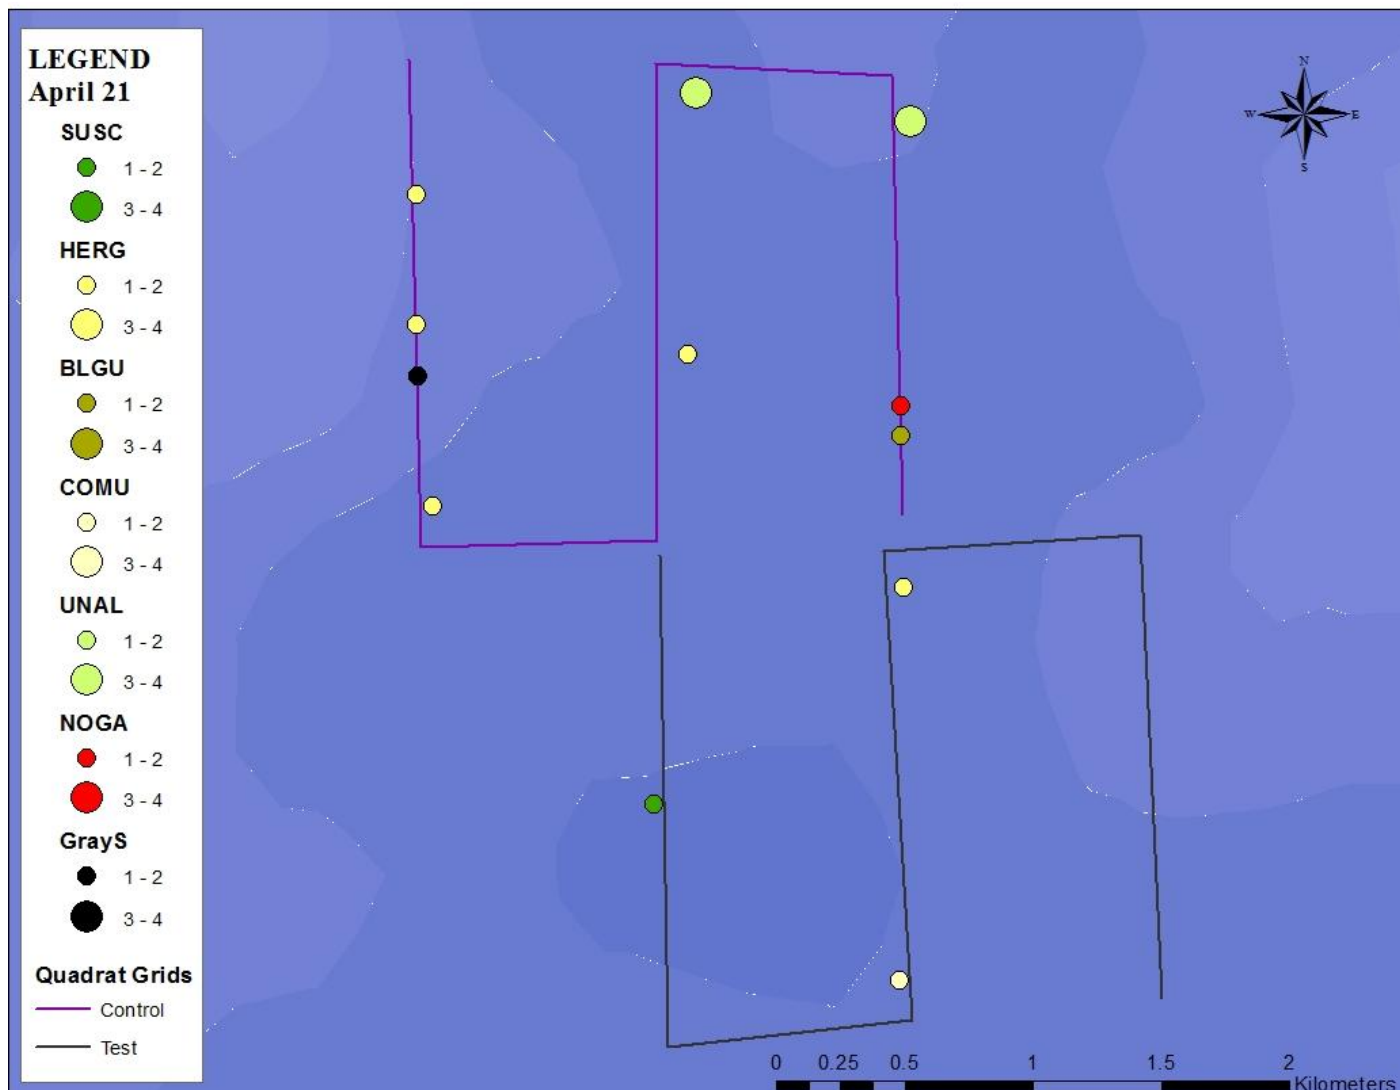 LEGEND
April 21
SUSC
1 - 2
3 - 4
HERG
1 - 2
3 - 4
BLGU
1 - 2
3 - 4
COMU
1 - 2
3 - 4
UNAL
1 - 2
3 - 4
NOGA
1 - 2
3 - 4
GrayS
1 - 2
3 - 4
Quadrat Grids
Control
Test
N
W E
S
0 0.25 0.5 1 1.5 2
Kilometers